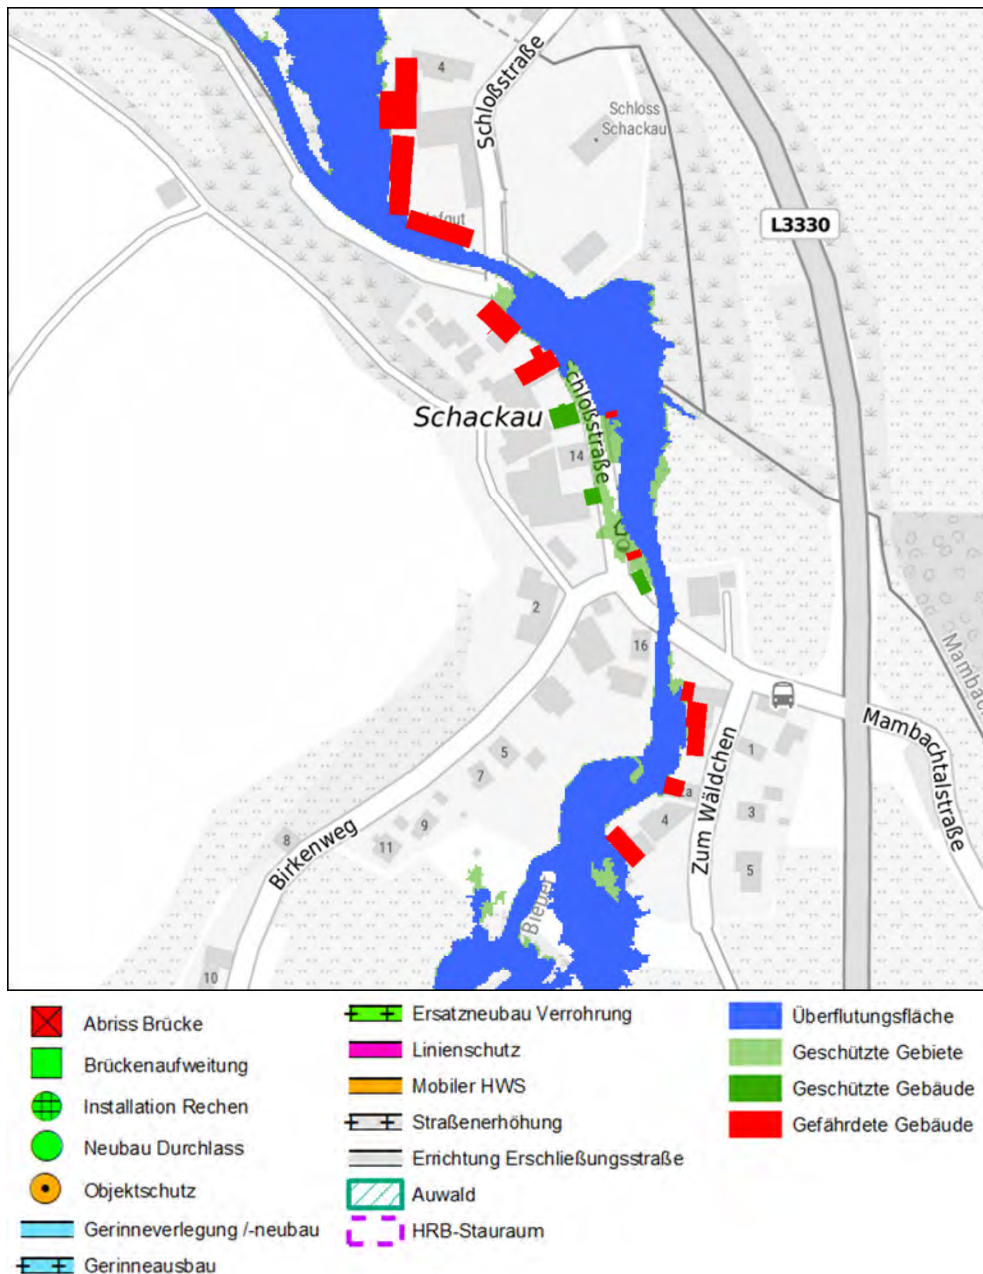 4
Schloßstraße
Schloss
Schackau
L3330
Schackau
chloßstraße
14
2
16
Mambachtalstraße
1
5
7
Zum Wäldchen
3
4
9
8
11
Birkenweg
5
Bieber
10
Abriss Brücke
Brückenaufweitung
Installation Rechen
Neubau Durchlass
Objektschutz
Gerinneverlegung /-neubau
Gerinneausbau
Ersatzneubau Verrohrung
Linienschutz
Mobiler HWS
Straßenerhöhung
Errichtung Erschließungsstraße
Auwald
HRB-Stauraum
Überflutungsfläche
Geschützte Gebiete
Geschützte Gebäude
Gefährdete Gebäude